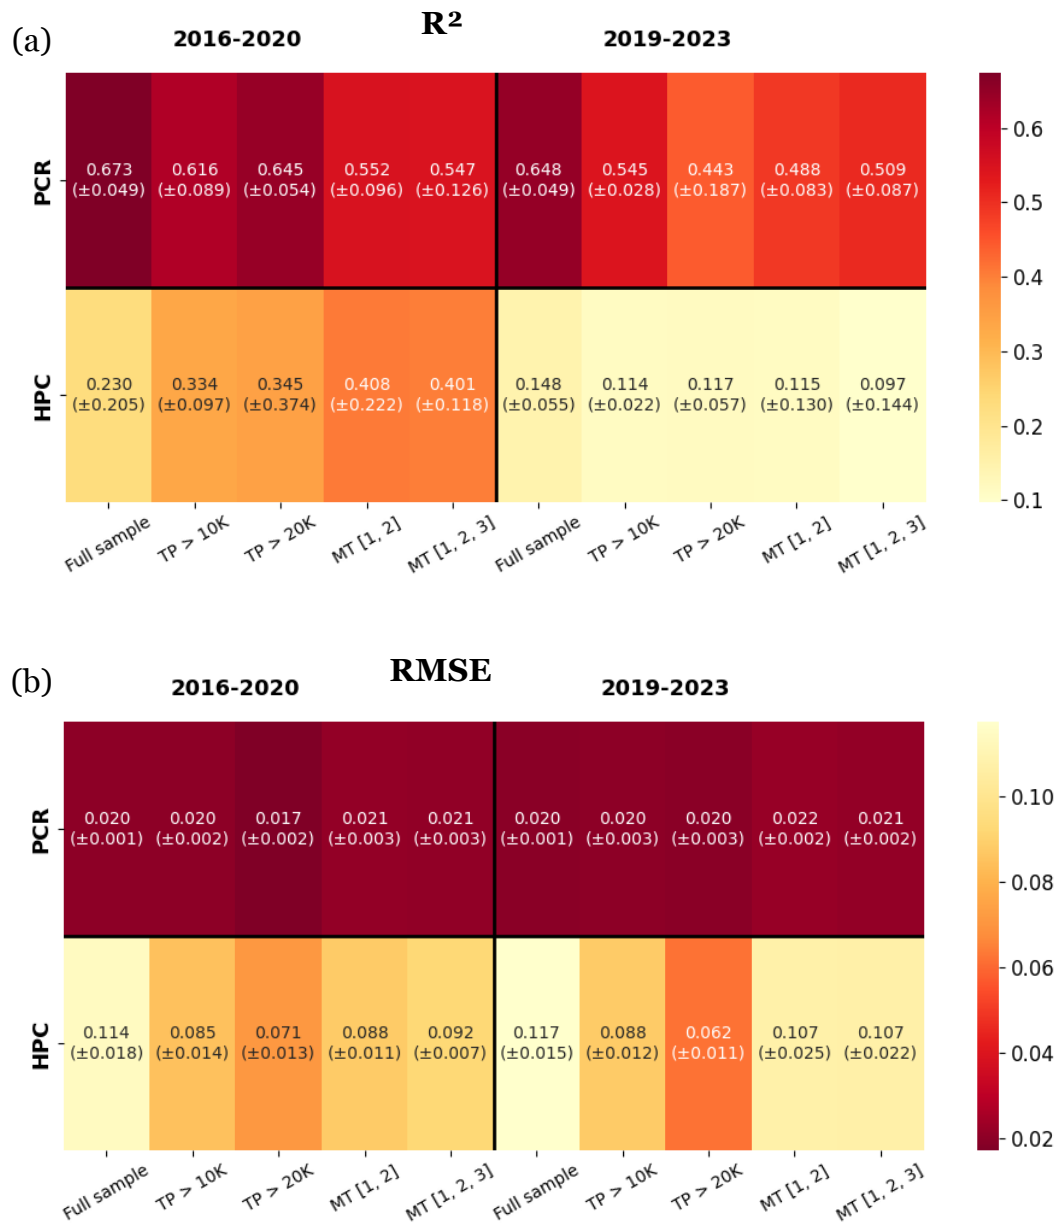 (a)
R²
2016-2020
2019-2023
PCR
0.673 0.616 0.645 0.552 0.547 0.648 0.545 0.443 0.488 0.509
(±0.049) (±0.089) (±0.054) (±0.096) (±0.126) (±0.049) (±0.028) (±0.187) (±0.083) (±0.087)
HPC
0.230 0.334 0.345 0.408 0.401 0.148 0.114 0.117 0.115 0.097
(±0.205) (±0.097) (±0.374) (±0.222) (±0.118) (±0.055) (±0.022) (±0.057) (±0.130) (±0.144)
Full sample TP > 10K TP > 20K MT [1, 2] MT [1, 2, 3] Full sample TP > 10K TP > 20K MT [1, 2] MT [1, 2, 3]
0.6
0.5
0.4
0.3
0.2
0.1
(b)
RMSE
2016-2020
2019-2023
PCR
0.020 0.020 0.017 0.021 0.021 0.020 0.020 0.020 0.022 0.021
(±0.001) (±0.002) (±0.002) (±0.003) (±0.003) (±0.001) (±0.003) (±0.003) (±0.002) (±0.002)
HPC
0.114 0.085 0.071 0.088 0.092 0.117 0.088 0.062 0.107 0.107
(±0.018) (±0.014) (±0.013) (±0.011) (±0.007) (±0.015) (±0.012) (±0.011) (±0.025) (±0.022)
Full sample TP > 10K TP > 20K MT [1, 2] MT [1, 2, 3] Full sample TP > 10K TP > 20K MT [1, 2] MT [1, 2, 3]
0.10
0.08
0.06
0.04
0.02